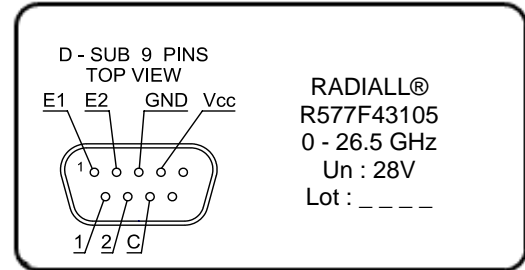 D - SUB 9 PINS
TOP VIEW
E1 E2 GND Vcc
1
1 2 C
RADIALL®
R577F43105
0 - 26.5 GHz
Un : 28V
Lot : _ _ _ _